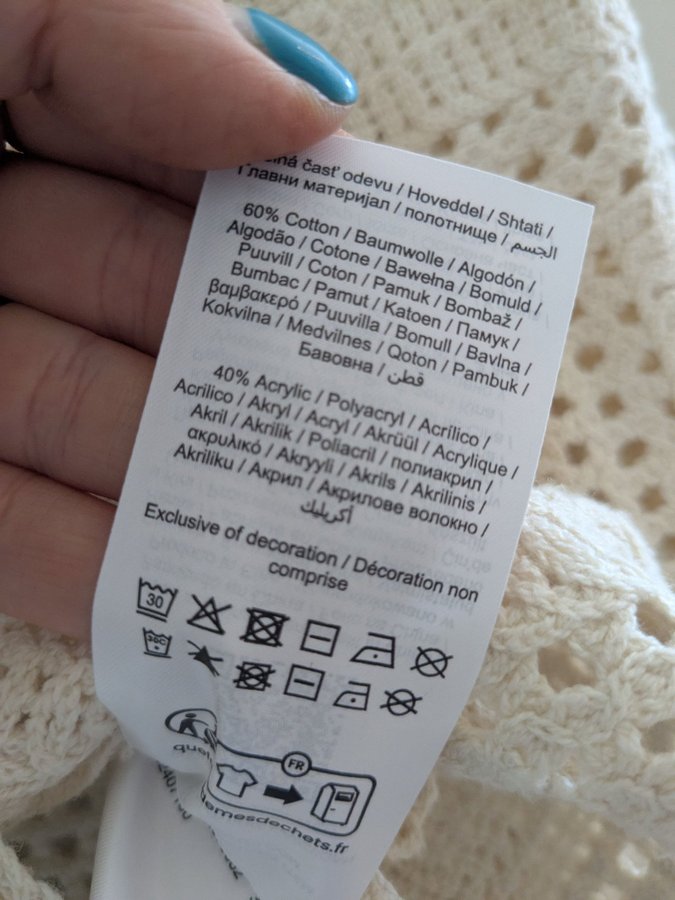 časť odevu / Hoveddel / Shtati /
Главни материјал / полотнище / الجسم
60% Cotton / Baumwolle / Algodón /
Algodão / Cotone / Bawełna / Bomuld /
Puuvill / Coton / Pamuk / Bombaž /
Bumbac / Pamut / Katoen / Памук /
βαμβακερό / Puuvilla / Bomull / Bavlna /
Kokvilna / Medvilnes / Qoton / Pambuk /
Бавовна / قطن
40% Acrylic / Polyacryl / Acrílico /
Acrilico / Akryl / Acryl / Akrüül / Acrylique /
Akril / Akrilik / Poliacril / полиакрил /
ακρυλικό / Akryyli / Akrils / Akrilinis /
Akriliku / Акрил / Акрилове волокно /
أكريليك
Exclusive of decoration / Décoration non
comprise
30
30C
FR